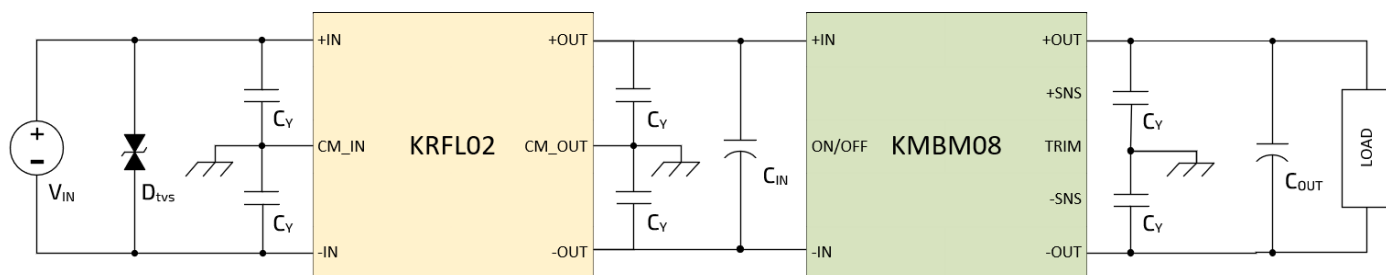 +
-
V_IN
D_tvs
C_Y
C_Y
+IN
CM_IN
-IN
KRFL02
+OUT
CM_OUT
-OUT
C_Y
C_Y
C_IN
+IN
ON/OFF
-IN
KMBM08
+OUT
+SNS
TRIM
-SNS
-OUT
C_Y
C_Y
C_OUT
LOAD